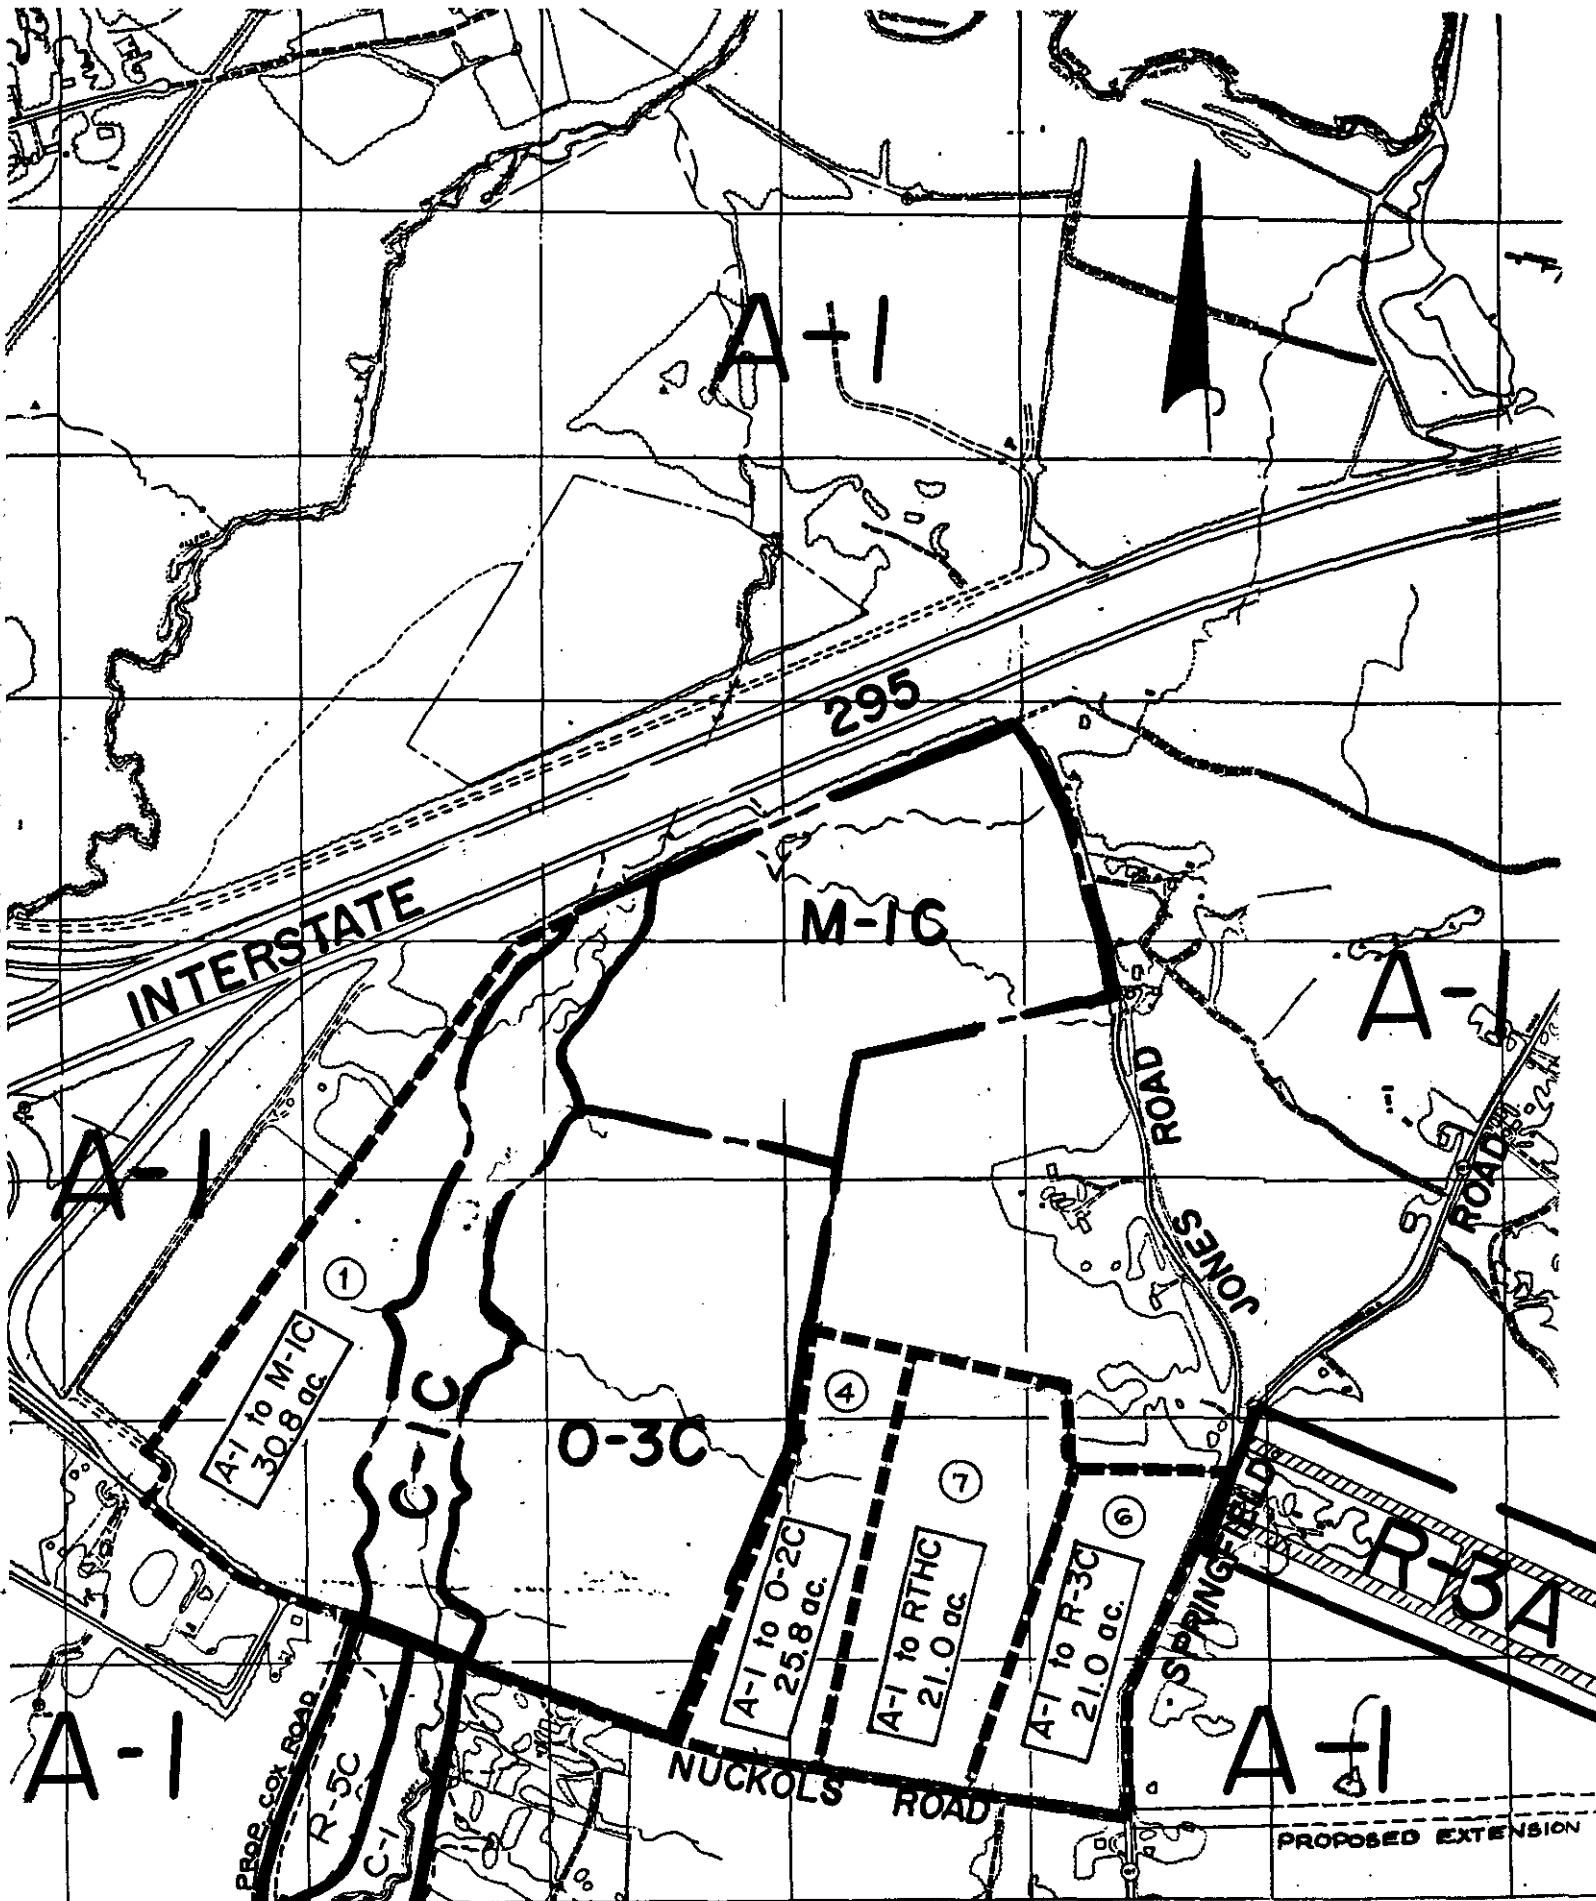 A-1
295
INTERSTATE
M-1C
A-1
ROAD
JONES
ROAD
A-1
1
A-1 to M-1C
30.8 ac.
C-1C
O-3C
4
7
6
A-1 to O-2C
25.8 ac.
A-1 to RTHC
21.0 ac.
A-1 to R-3C
21.0 ac.
SPRINGFIELD
R-3A
A-1
PROP. COX ROAD
R-5C
C-1
NUCKOLS ROAD
A-1
PROPOSED EXTENSION